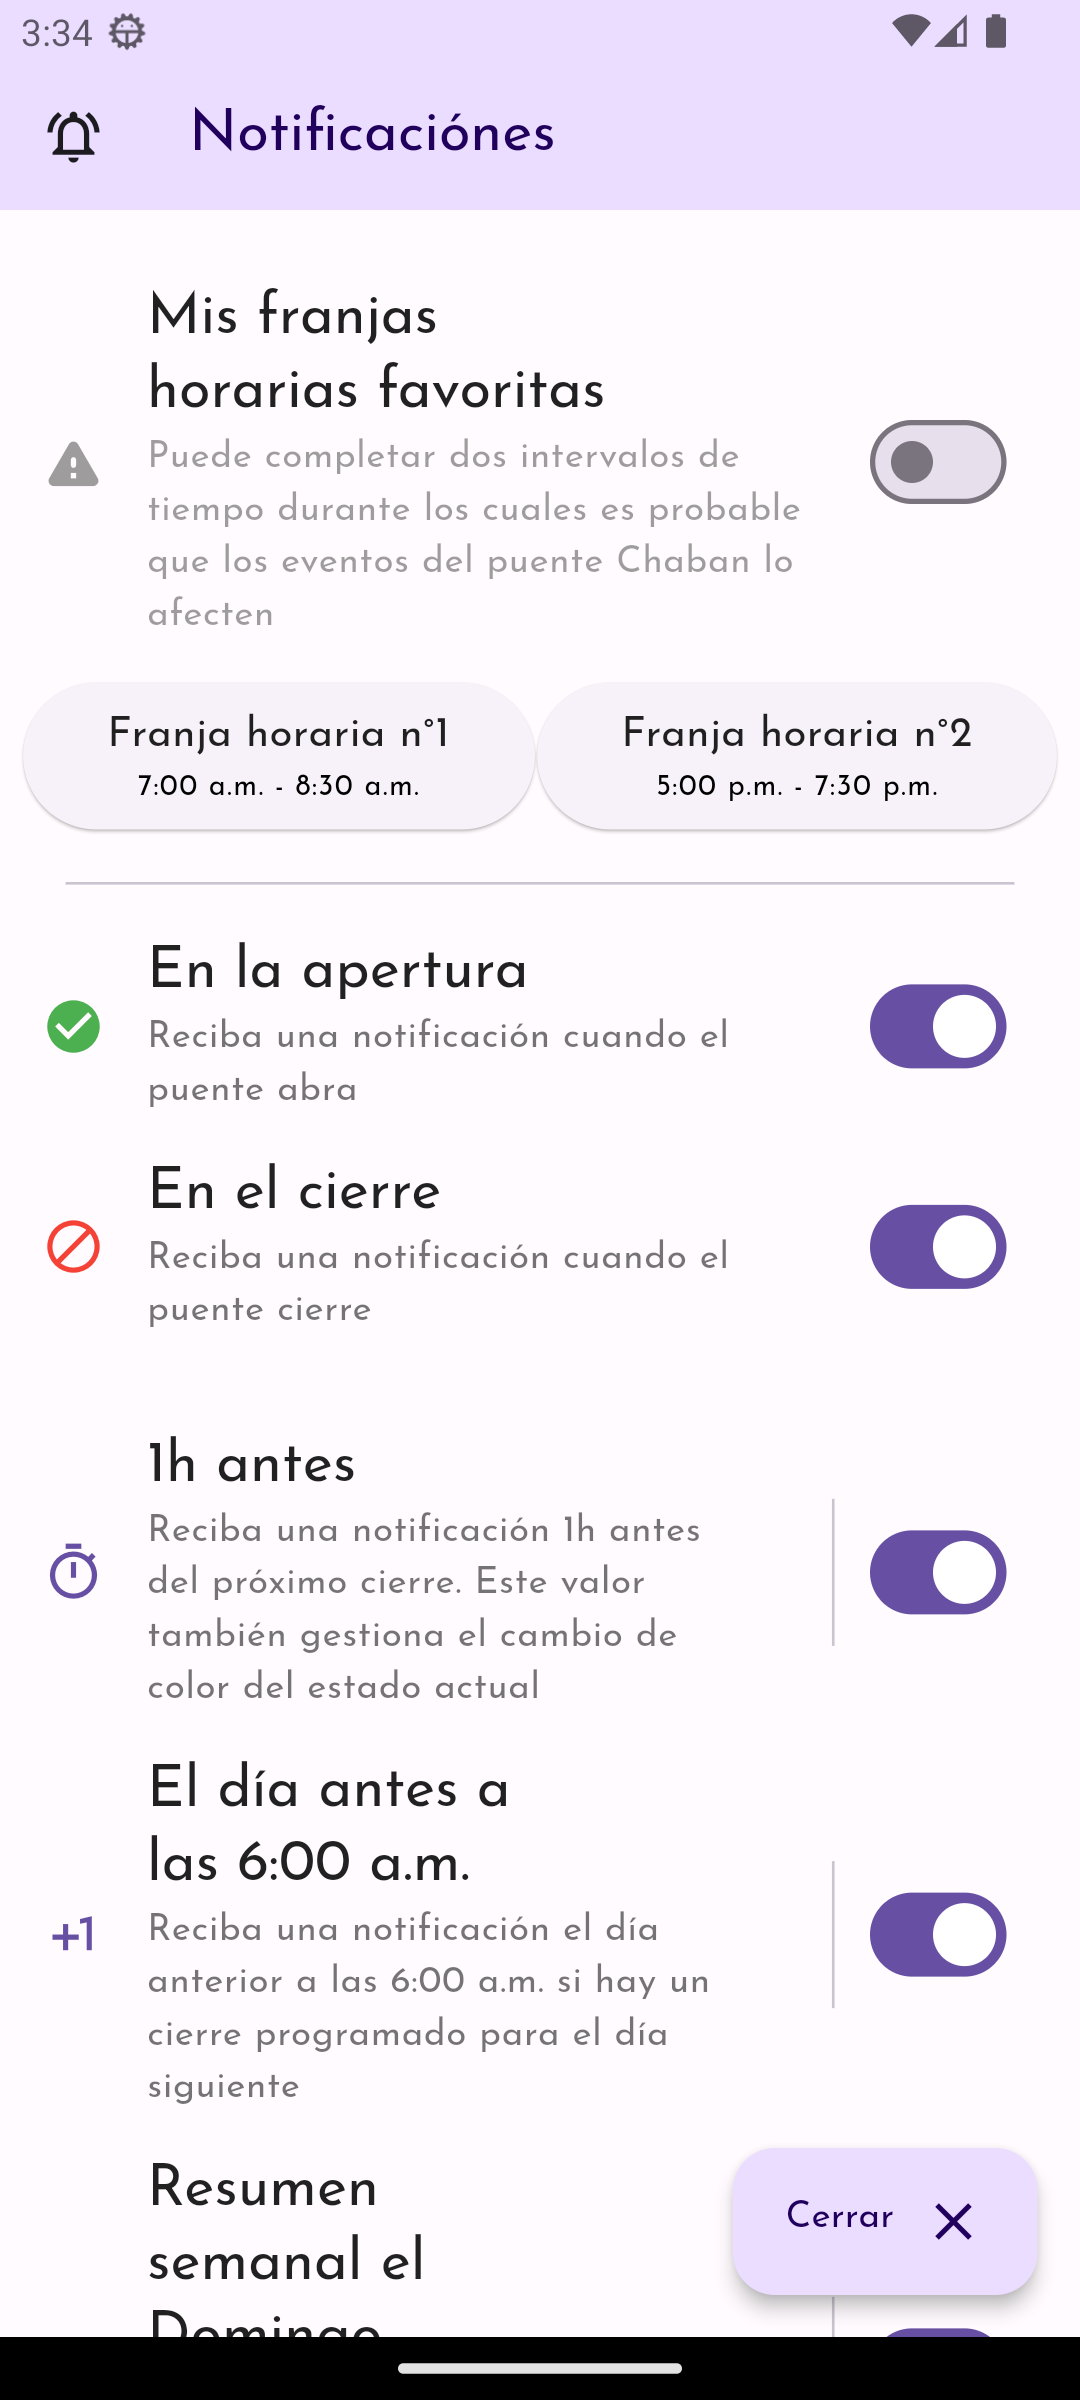 3:34
Notificaciónes
Mis franjas
horarias favoritas
Puede completar dos intervalos de
tiempo durante los cuales es probable
que los eventos del puente Chaban lo
afecten
Franja horaria n°1
7:00 a.m. - 8:30 a.m.
Franja horaria n°2
5:00 p.m. - 7:30 p.m.
En la apertura
Reciba una notificación cuando el
puente abra
En el cierre
Reciba una notificación cuando el
puente cierre
1h antes
Reciba una notificación 1h antes
del próximo cierre. Este valor
también gestiona el cambio de
color del estado actual
El día antes a
las 6:00 a.m.
+1
Reciba una notificación el día
anterior a las 6:00 a.m. si hay un
cierre programado para el día
siguiente
Resumen
semanal el
Domingo
Cerrar